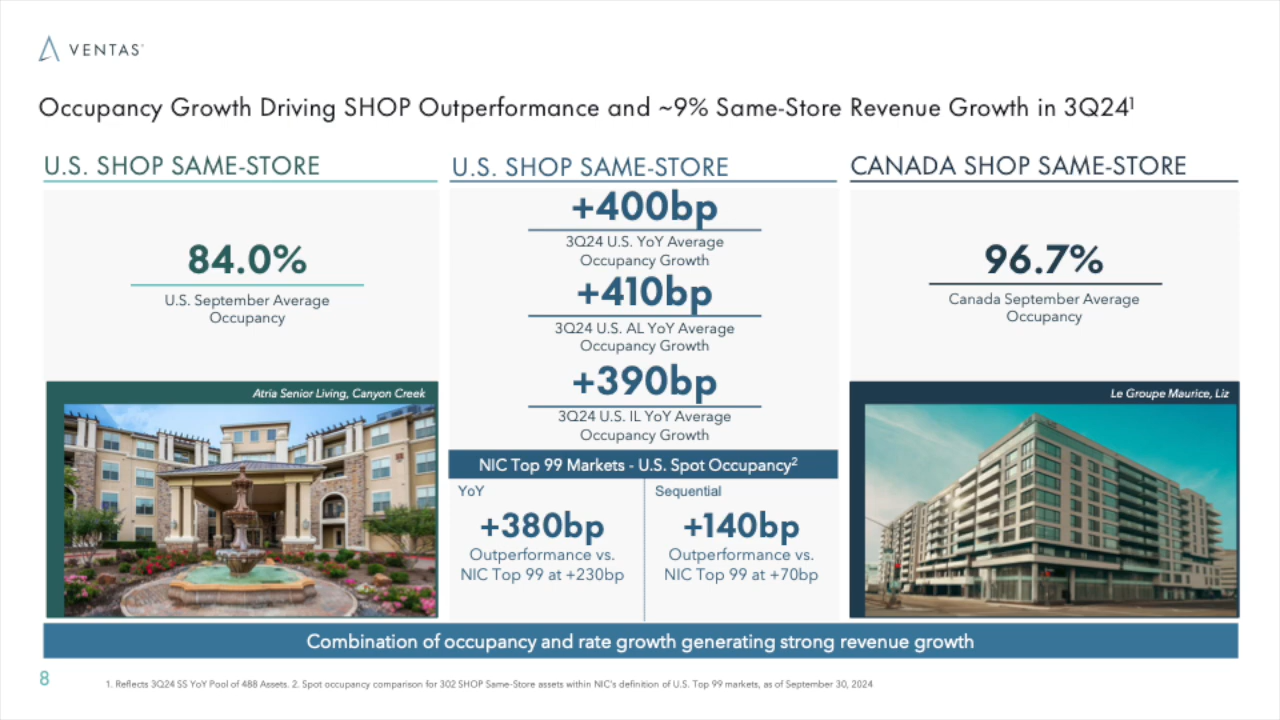 VENTAS
Occupancy Growth Driving SHOP Outperformance and ~9% Same-Store Revenue Growth in 3Q24¹
U.S. SHOP SAME-STORE
84.0%
U.S. September Average
Occupancy
Atria Senior Living, Canyon Creek
U.S. SHOP SAME-STORE
+400bp
3Q24 U.S. YoY Average
Occupancy Growth
+410bp
3Q24 U.S. AL YoY Average
Occupancy Growth
+390bp
3Q24 U.S. IL YoY Average
Occupancy Growth
NIC Top 99 Markets - U.S. Spot Occupancy²
YoY
+380bp
Outperformance vs.
NIC Top 99 at +230bp
Sequential
+140bp
Outperformance vs.
NIC Top 99 at +70bp
CANADA SHOP SAME-STORE
96.7%
Canada September Average
Occupancy
Le Groupe Maurice, Liz
Combination of occupancy and rate growth generating strong revenue growth
8
1. Reflects 3Q24 SS YoY Pool of 488 Assets. 2. Spot occupancy comparison for 302 SHOP Same-Store assets within NIC's definition of U.S. Top 99 markets, as of September 30, 2024